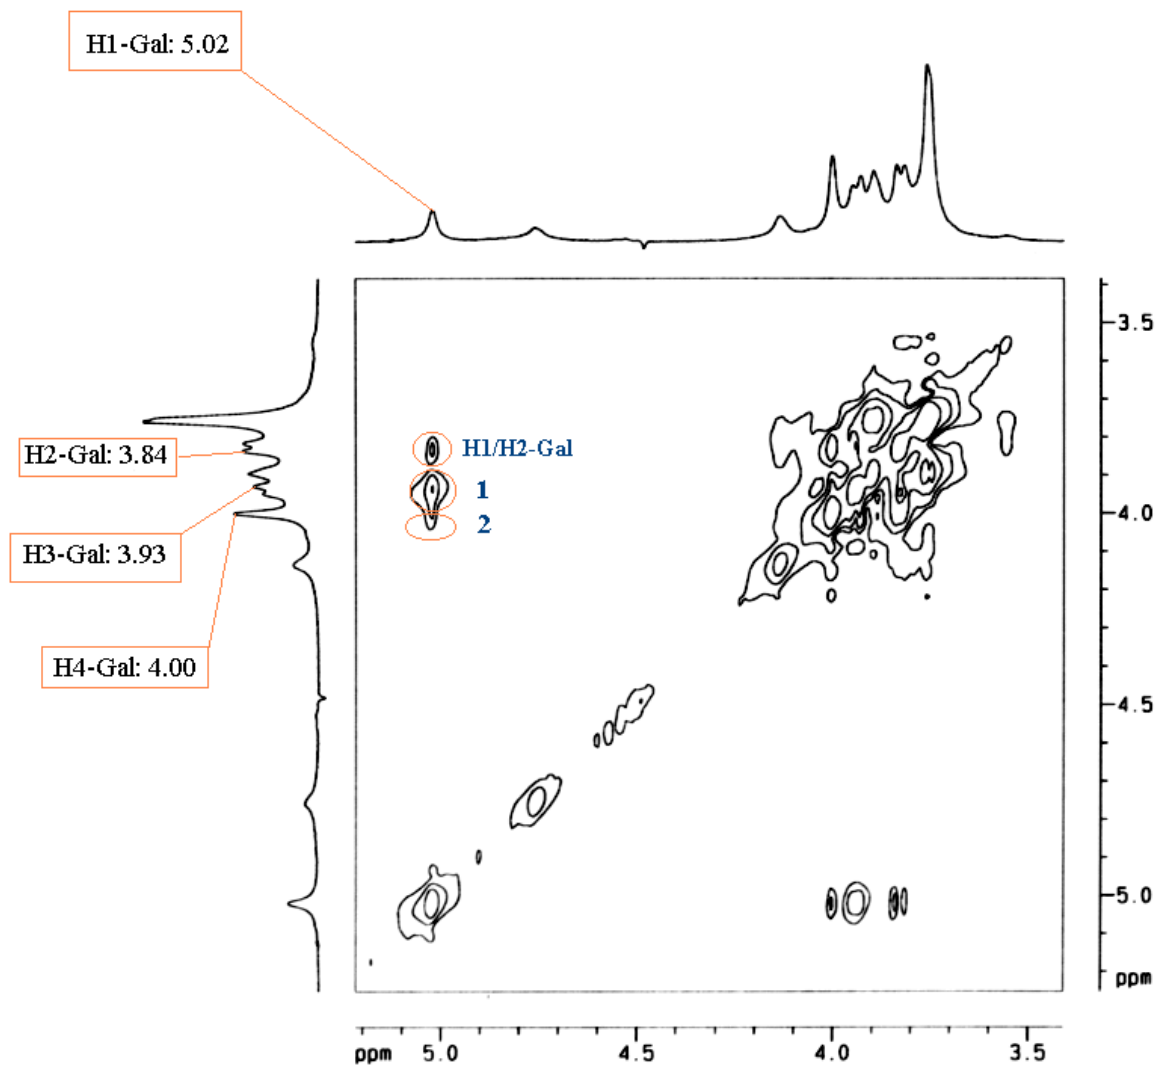 H1-Gal: 5.02
3.5
H2-Gal: 3.84
H1/H2-Gal
1
4.0
2
H3-Gal: 3.93
H4-Gal: 4.00
4.5
5.0
ppm
ppm 5.0 4.5 4.0 3.5